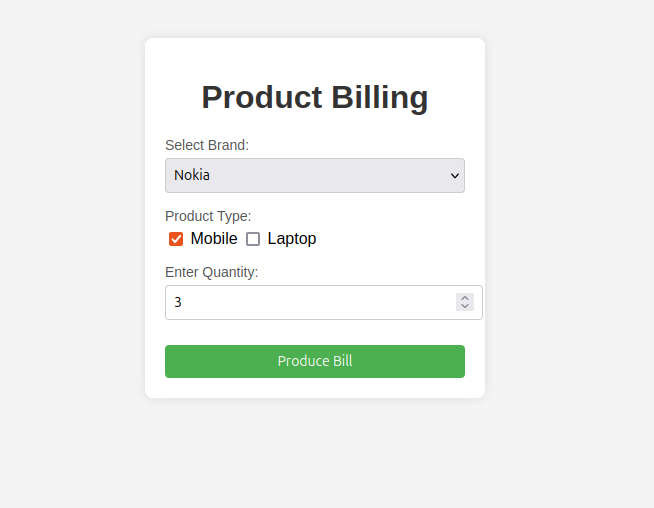 Product Billing
Select Brand:
Nokia
Product Type:
Mobile Laptop
Enter Quantity:
3
Produce Bill